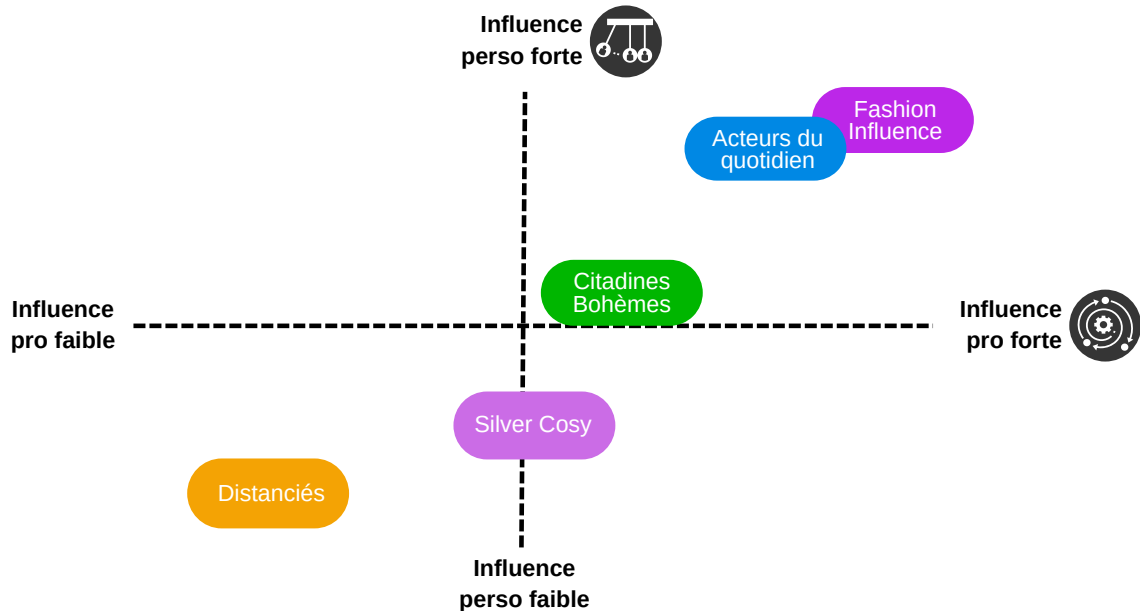 Influence
perso forte
Fashion
Influence
Acteurs du
quotidien
Citadines
Bohèmes
Influence
pro faible
Influence
pro forte
Silver Cosy
Distanciés
Influence
perso faible